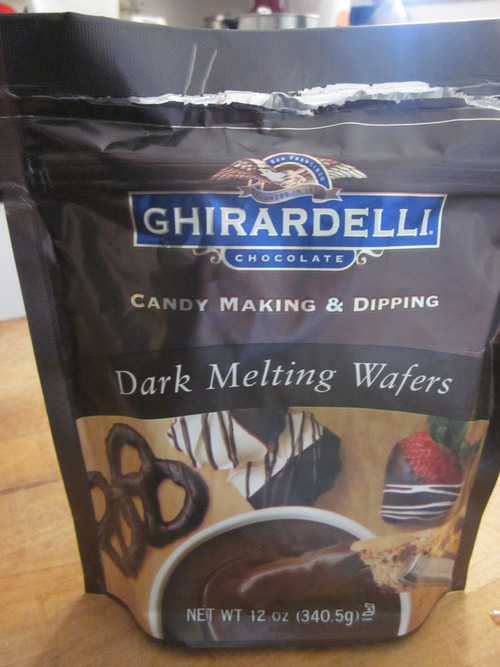 SAN FRANCISCO
GHIRARDELLI
CHOCOLATE
CANDY MAKING & DIPPING
Dark Melting Wafers
NET WT 12 OZ (340.5g)